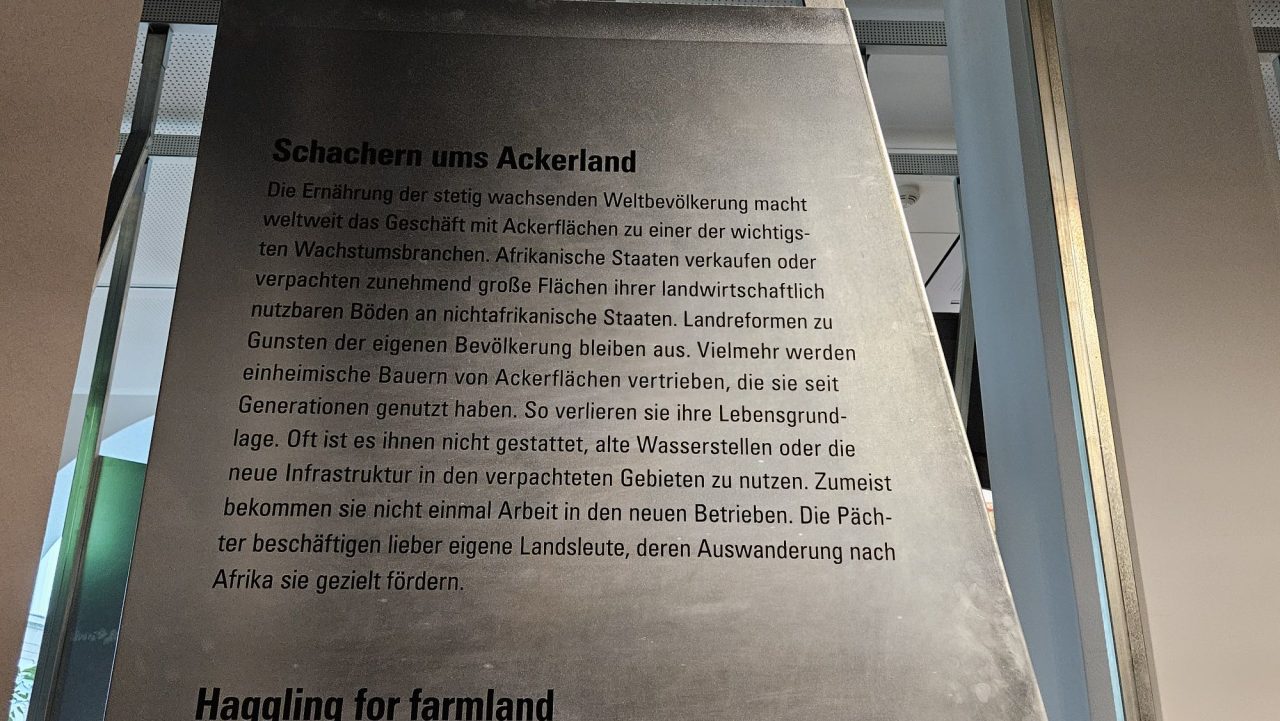 Schachern ums Ackerland
Die Ernährung der stetig wachsenden Weltbevölkerung macht
weltweit das Geschäft mit Ackerflächen zu einer der wichtigs-
ten Wachstumsbranchen. Afrikanische Staaten verkaufen oder
verpachten zunehmend große Flächen ihrer landwirtschaftlich
nutzbaren Böden an nichtafrikanische Staaten. Landreformen zu
Gunsten der eigenen Bevölkerung bleiben aus. Vielmehr werden
einheimische Bauern von Ackerflächen vertrieben, die sie seit
Generationen genutzt haben. So verlieren sie ihre Lebensgrund-
lage. Oft ist es ihnen nicht gestattet, alte Wasserstellen oder die
neue Infrastruktur in den verpachteten Gebieten zu nutzen. Zumeist
bekommen sie nicht einmal Arbeit in den neuen Betrieben. Die Päch-
ter beschäftigen lieber eigene Landsleute, deren Auswanderung nach
Afrika sie gezielt fördern.
Haggling for farmland